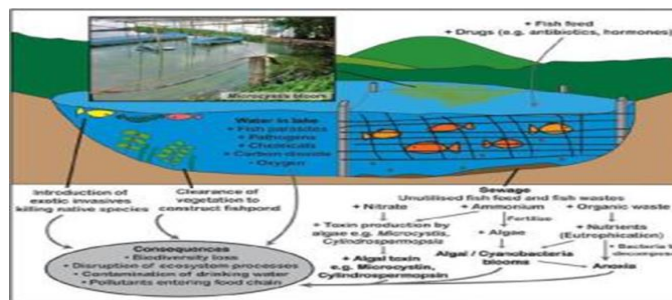 + Fish feed
+ Drugs (e.g. antibiotics, hormones)
Microcystis bloom
Water in lake
+ Fish parasites
+ Pathogens
+ Chemicals
+ Carbon dioxide
- Oxygen
Introduction of
exotic invasives
killing native species
Clearance of
vegetation to
construct fishpond
Sewage
Unutilised fish food and fish wastes
+ Nitrate
+ Ammonium
+ Organic waste
+ Toxin production by
algae e.g. Microcystis,
Cylindrospermopsis
Fertilise
+ Algae
+ Nutrients
(Eutrophication)
+ Bacteria
decompose
+ Algal toxin
e.g. Microcystin,
Cylindrospermopsin
Algal / Cyanobacteria
blooms
Anoxia
Consequences
• Biodiversity loss
• Disruption of ecosystem processes
• Contamination of drinking water
• Pollutants entering food chain